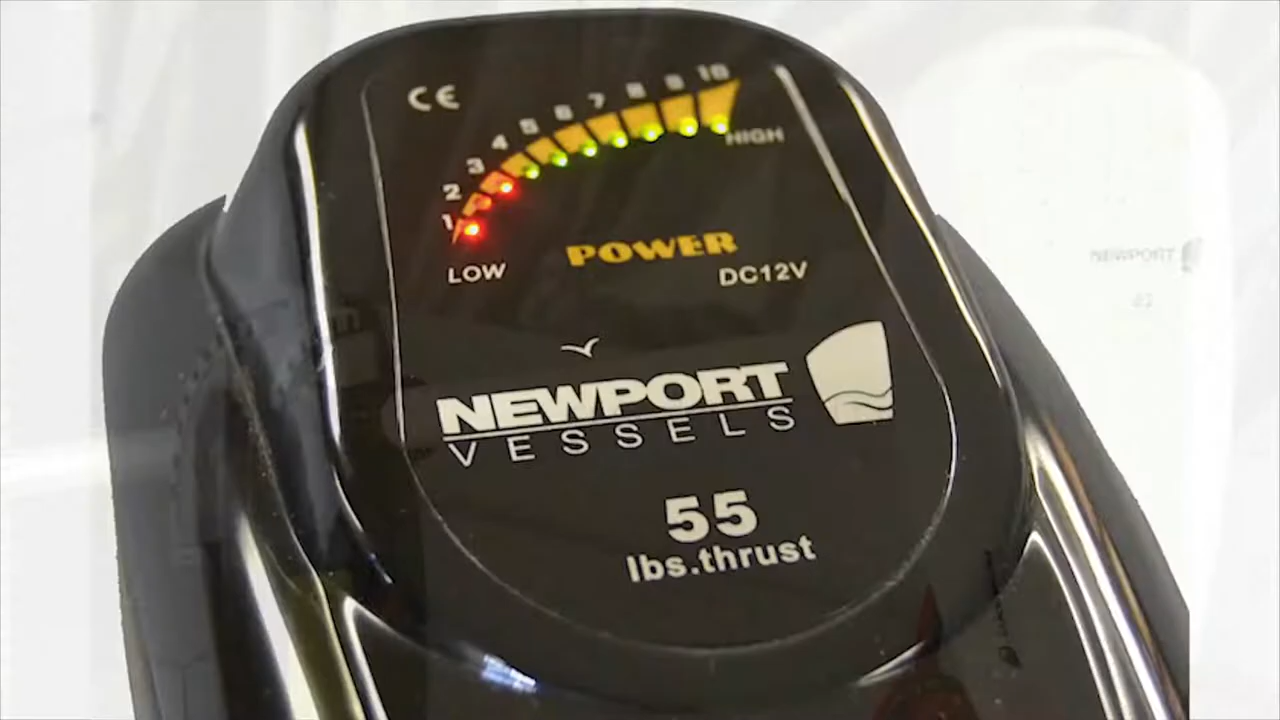 CE
1 2 3 4 5 6 7 8 9 10
HIGH
LOW
POWER
DC12V
NEWPORT
VESSELS
55
lbs.thrust
NEWPORT